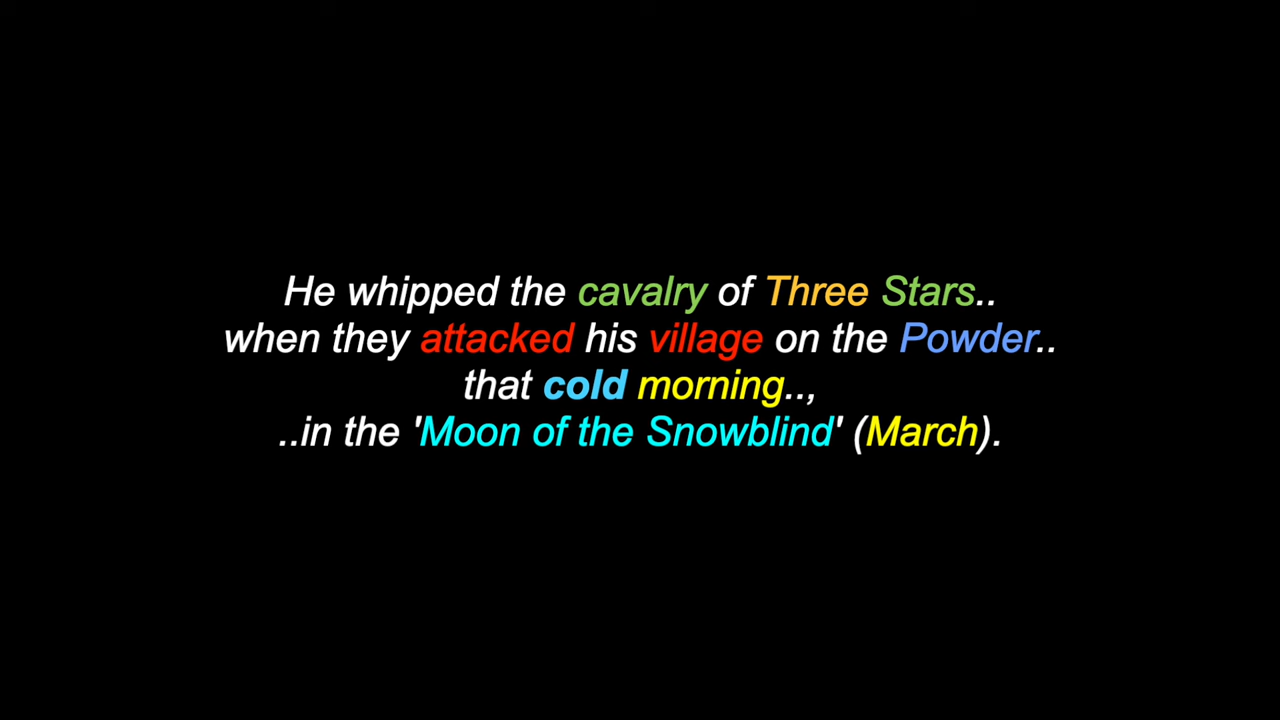 He whipped the cavalry of Three Stars..
when they attacked his village on the Powder..
that cold morning..,
..in the 'Moon of the Snowblind' (March).